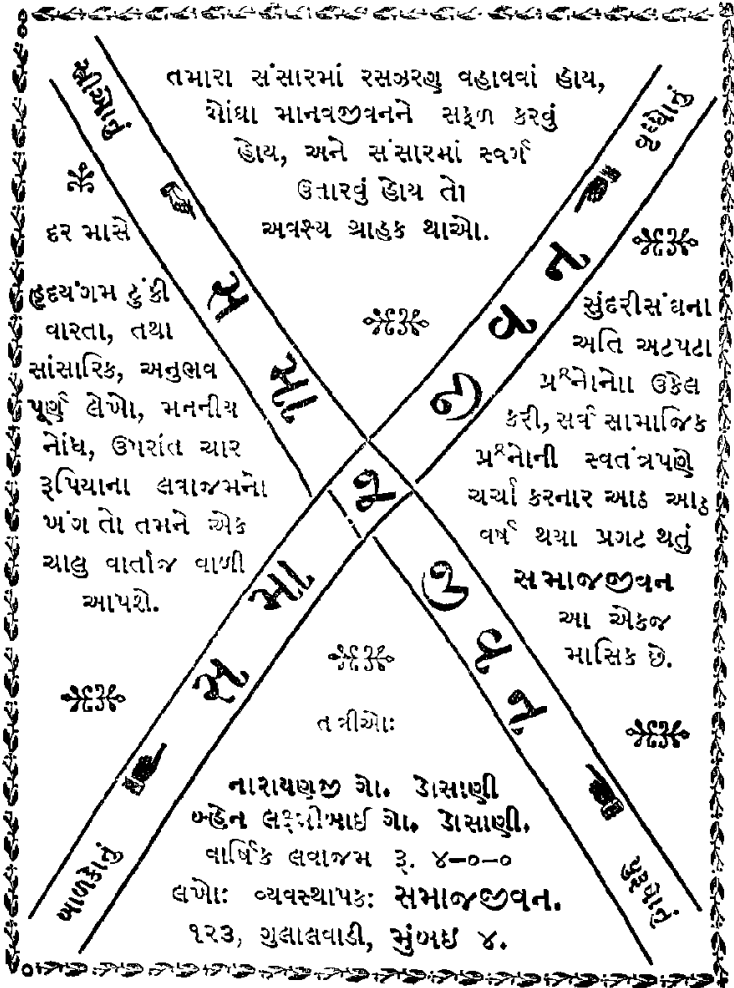 તમારા સંસારમાં રસઝરણ વહાવવાં હોય,
મોંઘા માનવજીવનને સફળ કરવું
હોય, અને સંસારમાં સ્વર્ગ
ઉતારવું હોય તો
અવશ્ય ગ્રાહક થાઓ.
સ્ત્રીઓનું
સમાજજીવન
પુરૂષોનું
બાળકોનું
સમાજજીવન
વૃધ્ધોનું
દર માસે
હૃદયંગમ ટુંકી
વારતા, તથા
સાંસારિક, અનુભવ
પૂર્ણ લેખો, મનનીય
નોંધ, ઉપરાંત ચાર
રૂપિયાના લવાજમનો
ખંગ તો તમને એક
ચાલુ વાર્તાજ વાળી
આપશે.
સુંદરીસંઘના
અતિ અટપટા
પ્રશ્નોનો ઉકેલ
કરી, સર્વ સામાજિક
પ્રશ્નોની સ્વતંત્રપણે
ચર્ચા કરનાર આઠ આઠ
વર્ષ થયા પ્રગટ થતું
સમાજજીવન
આ એકજ
માસિક છે.
તત્રીઓઃ
નારાયણજી ગો. ડોસાણી
બહેન લક્ષ્મીબાઈ ગો. ડોસાણી.
વાર્ષિક લવાજમ રૂ. ૪-૦-૦
લખોઃ વ્યવસ્થાપકઃ સમાજજીવન.
૧૨૩, ગુલાલવાડી, મુંબઇ ૪.